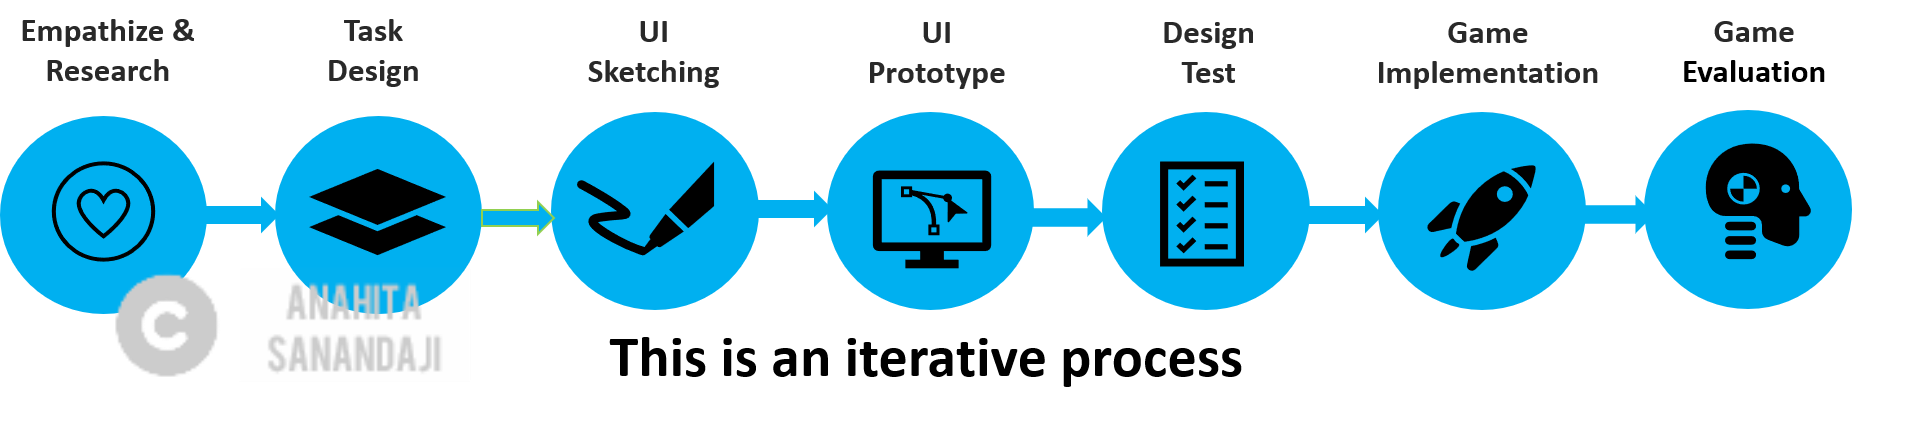 Empathize &
Research
Task
Design
UI
Sketching
UI
Prototype
Design
Test
Game
Implementation
Game
Evaluation
C
ANAHITA
SANANDAJI
This is an iterative process